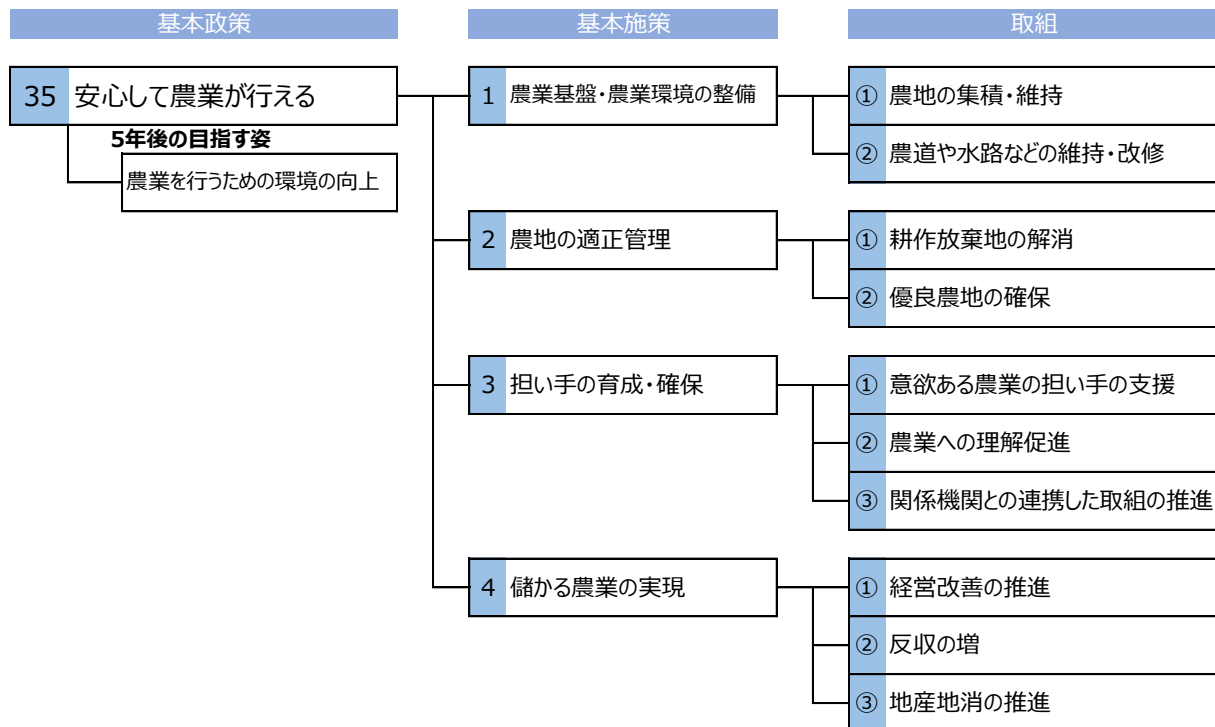 基本政策
基本施策
取組
35 安心して農業が行える
5年後の目指す姿
農業を行うための環境の向上
1 農業基盤・農業環境の整備
① 農地の集積・維持
② 農道や水路などの維持・改修
2 農地の適正管理
① 耕作放棄地の解消
② 優良農地の確保
3 担い手の育成・確保
① 意欲ある農業の担い手の支援
② 農業への理解促進
③ 関係機関との連携した取組の推進
4 儲かる農業の実現
① 経営改善の推進
② 反収の増
③ 地産地消の推進